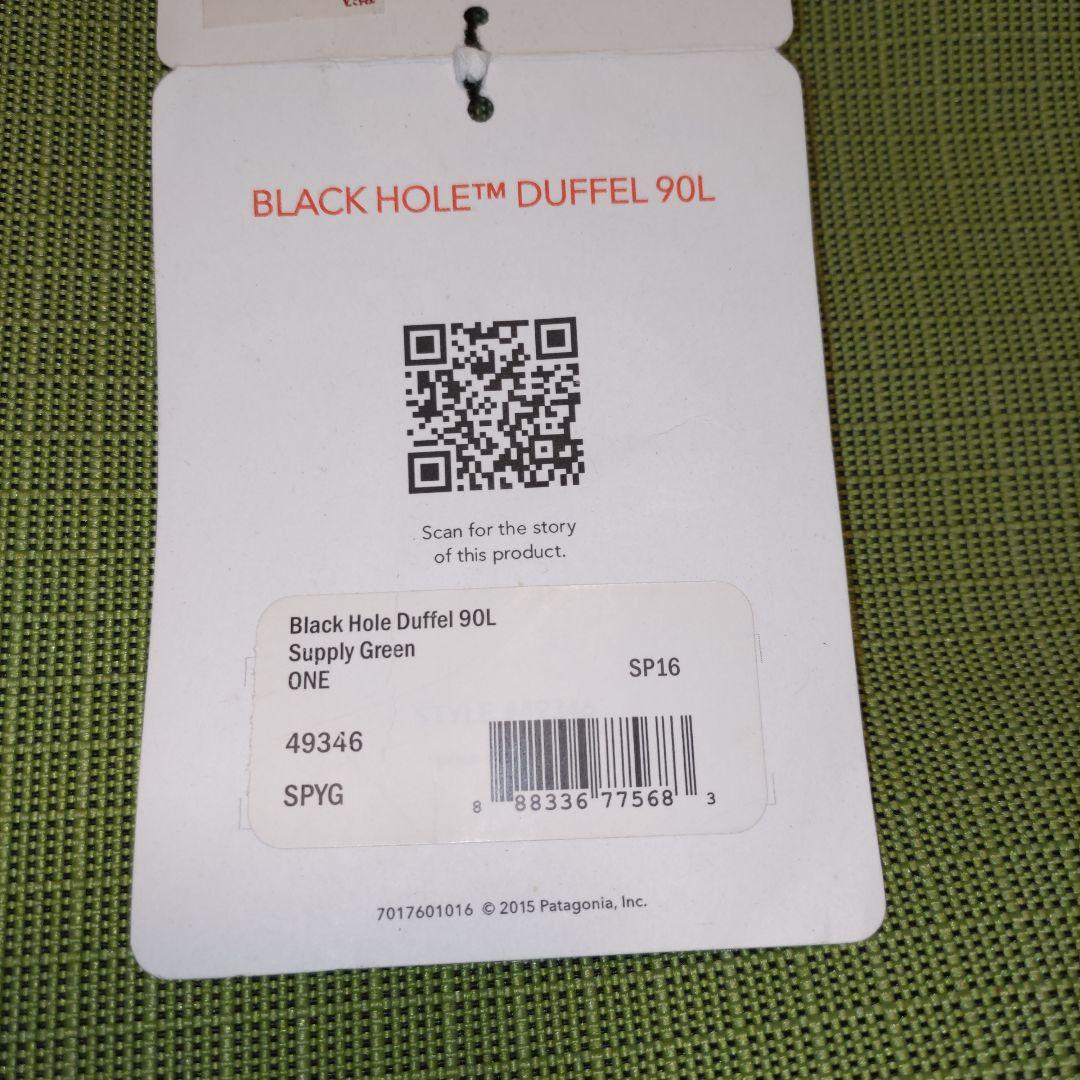 BLACK HOLE™ DUFFEL 90L
Scan for the story
of this product.
Black Hole Duffel 90L
Supply Green
ONE
SP16
49346
SPYG
8 88336 77568 3
7017601016 © 2015 Patagonia, Inc.